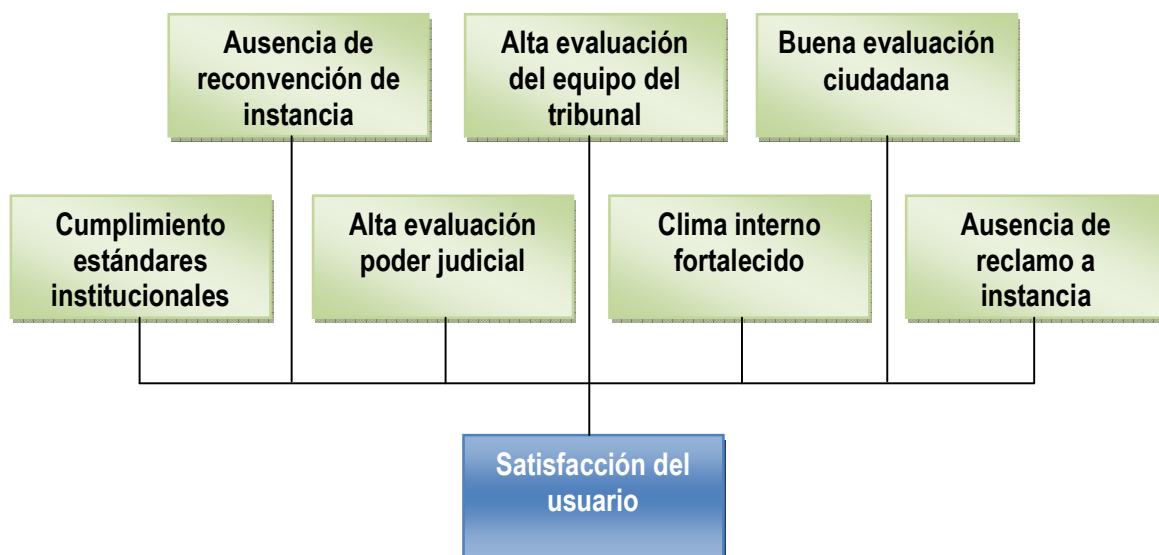 Ausencia de
reconvención de
instancia
Alta evaluación
del equipo del
tribunal
Buena evaluación
ciudadana
Cumplimiento
estándares
institucionales
Alta evaluación
poder judicial
Clima interno
fortalecido
Ausencia de
reclamo a
instancia
Satisfacción del
usuario